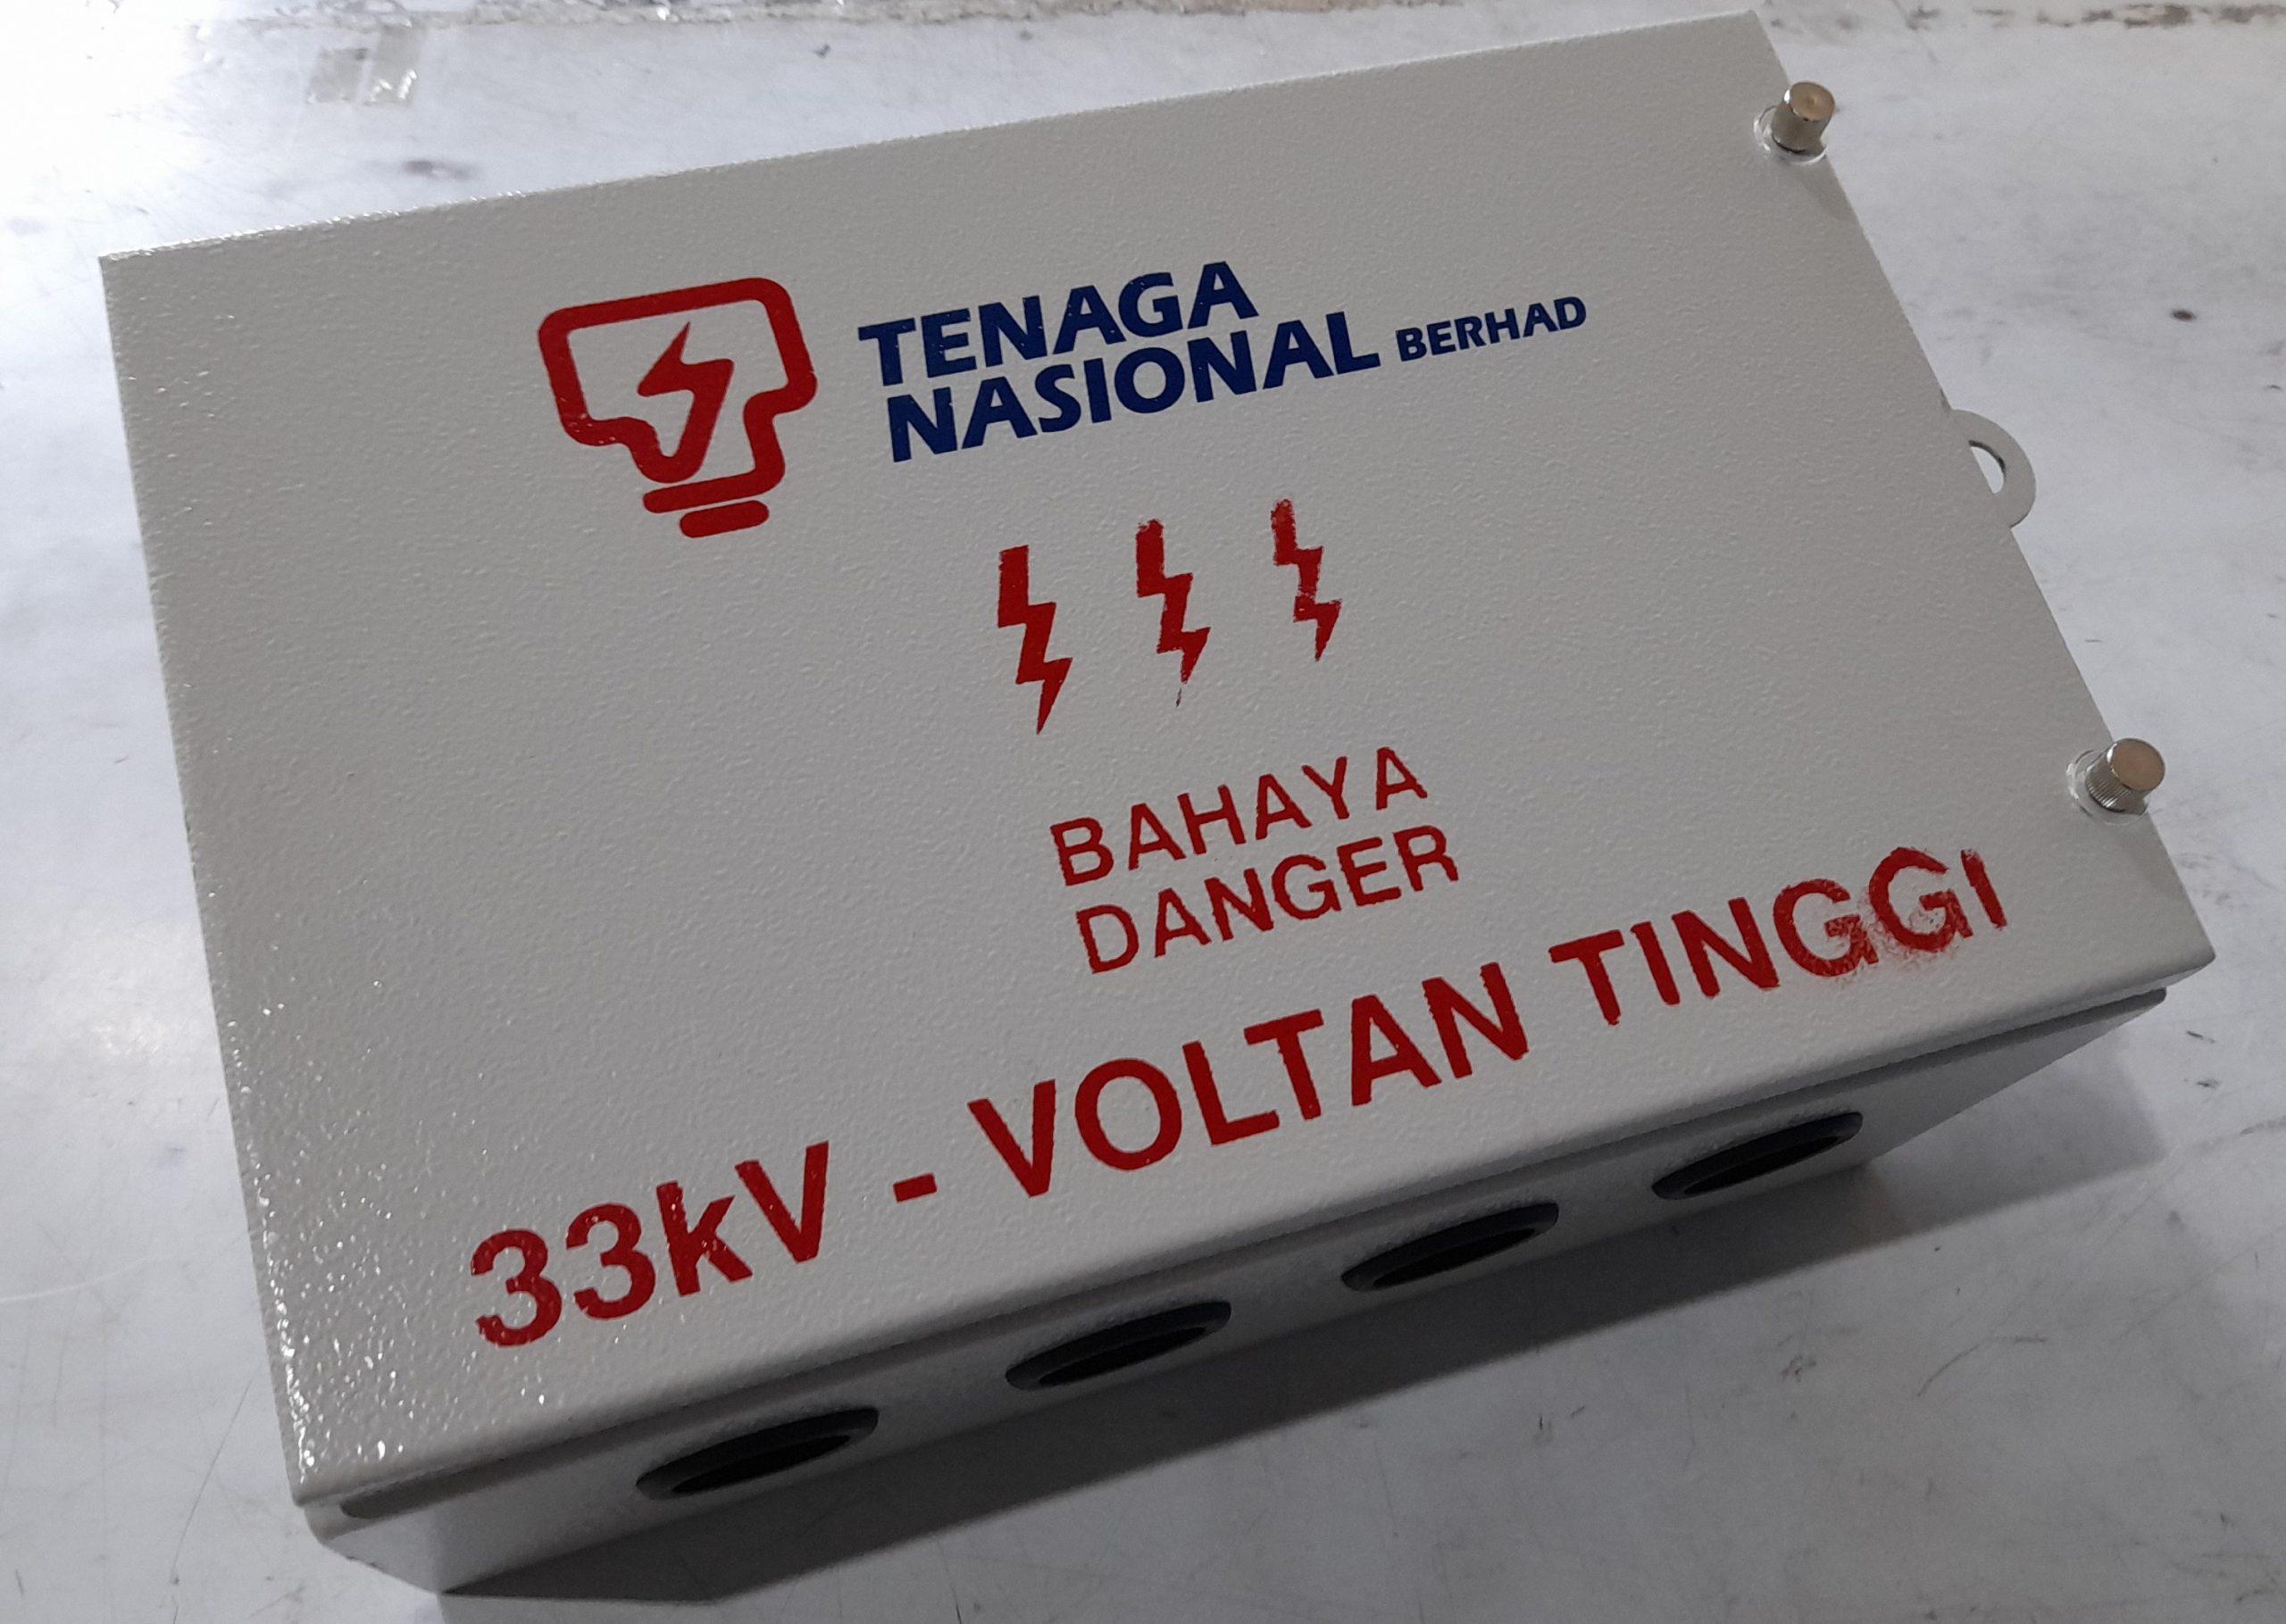 TENAGA
NASIONAL BERHAD
BAHAYA
DANGER
33kV - VOLTAN TINGGI